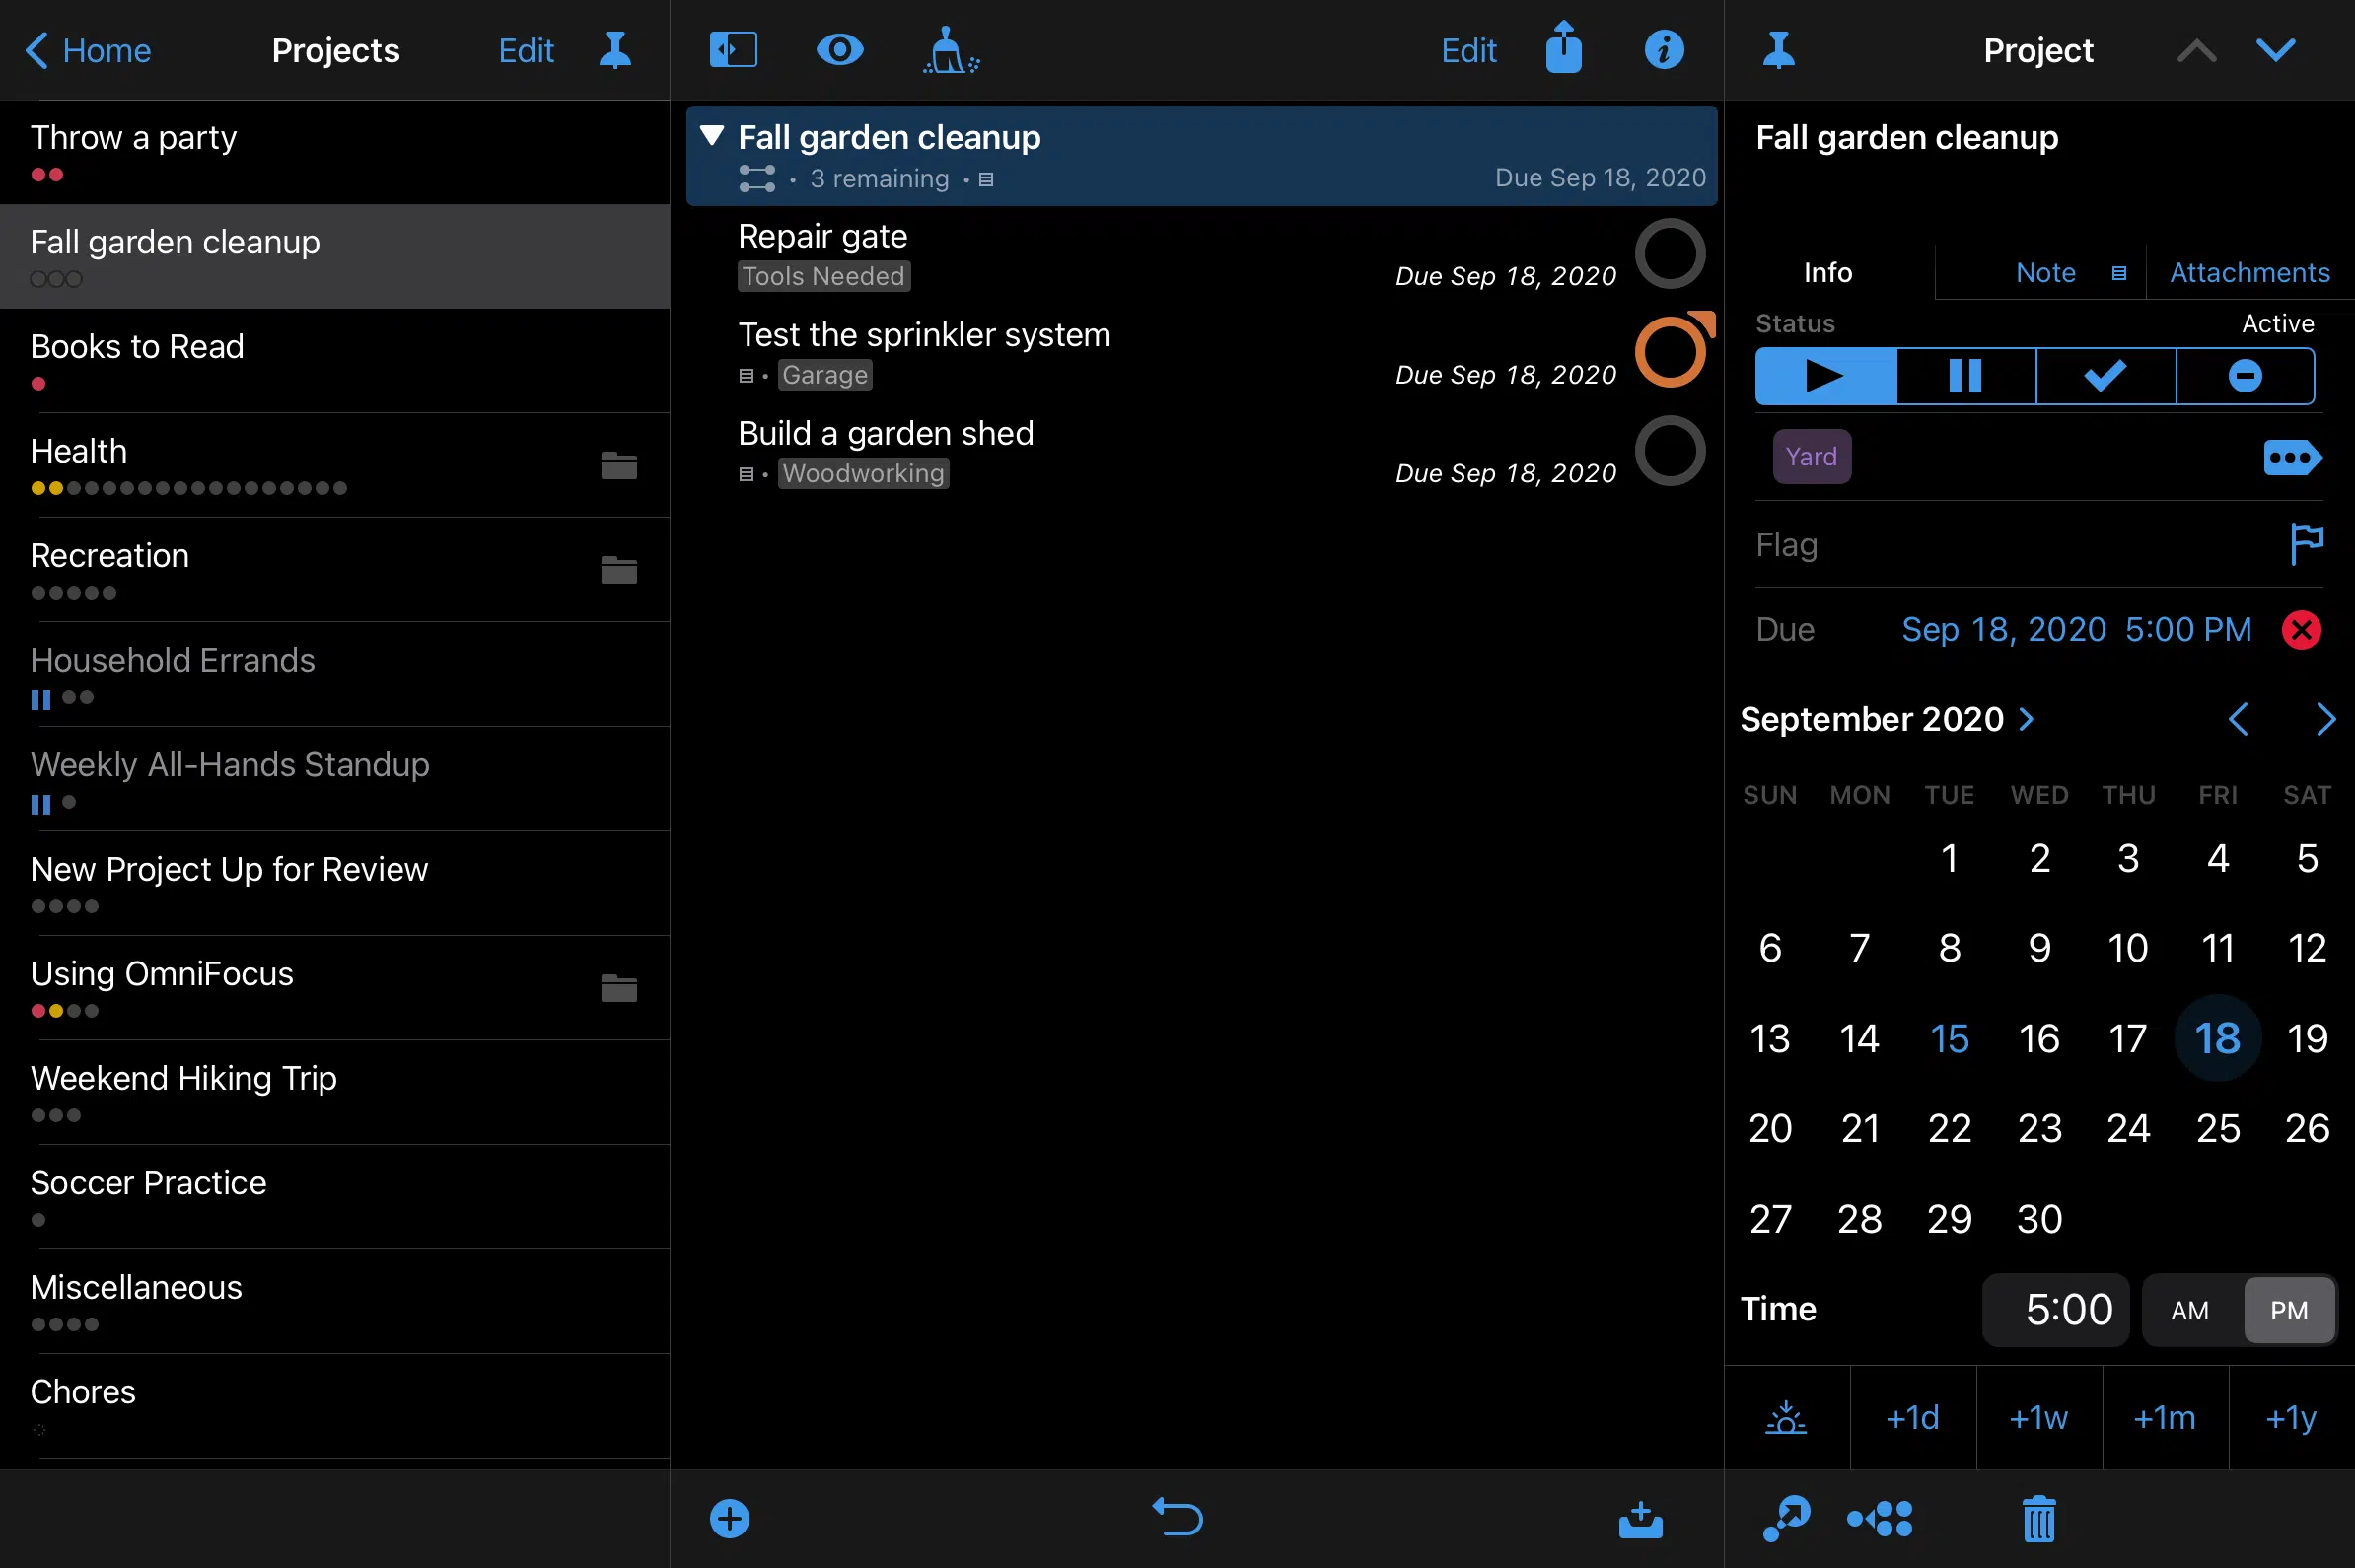 Home
Projects
Edit
Throw a party
Fall garden cleanup
Books to Read
Health
Recreation
Household Errands
Weekly All-Hands Standup
New Project Up for Review
Using OmniFocus
Weekend Hiking Trip
Soccer Practice
Miscellaneous
Chores
Edit
Fall garden cleanup
3 remaining
Due Sep 18, 2020
Repair gate
Tools Needed
Due Sep 18, 2020
Test the sprinkler system
Garage
Due Sep 18, 2020
Build a garden shed
Woodworking
Due Sep 18, 2020
Project
Fall garden cleanup
Info
Note
Attachments
Status
Active
Yard
Flag
Due
Sep 18, 2020 5:00 PM
September 2020
SUN MON TUE WED THU FRI SAT
1 2 3 4 5
6 7 8 9 10 11 12
13 14 15 16 17 18 19
20 21 22 23 24 25 26
27 28 29 30
Time
5:00
AM
PM
+1d
+1w
+1m
+1y